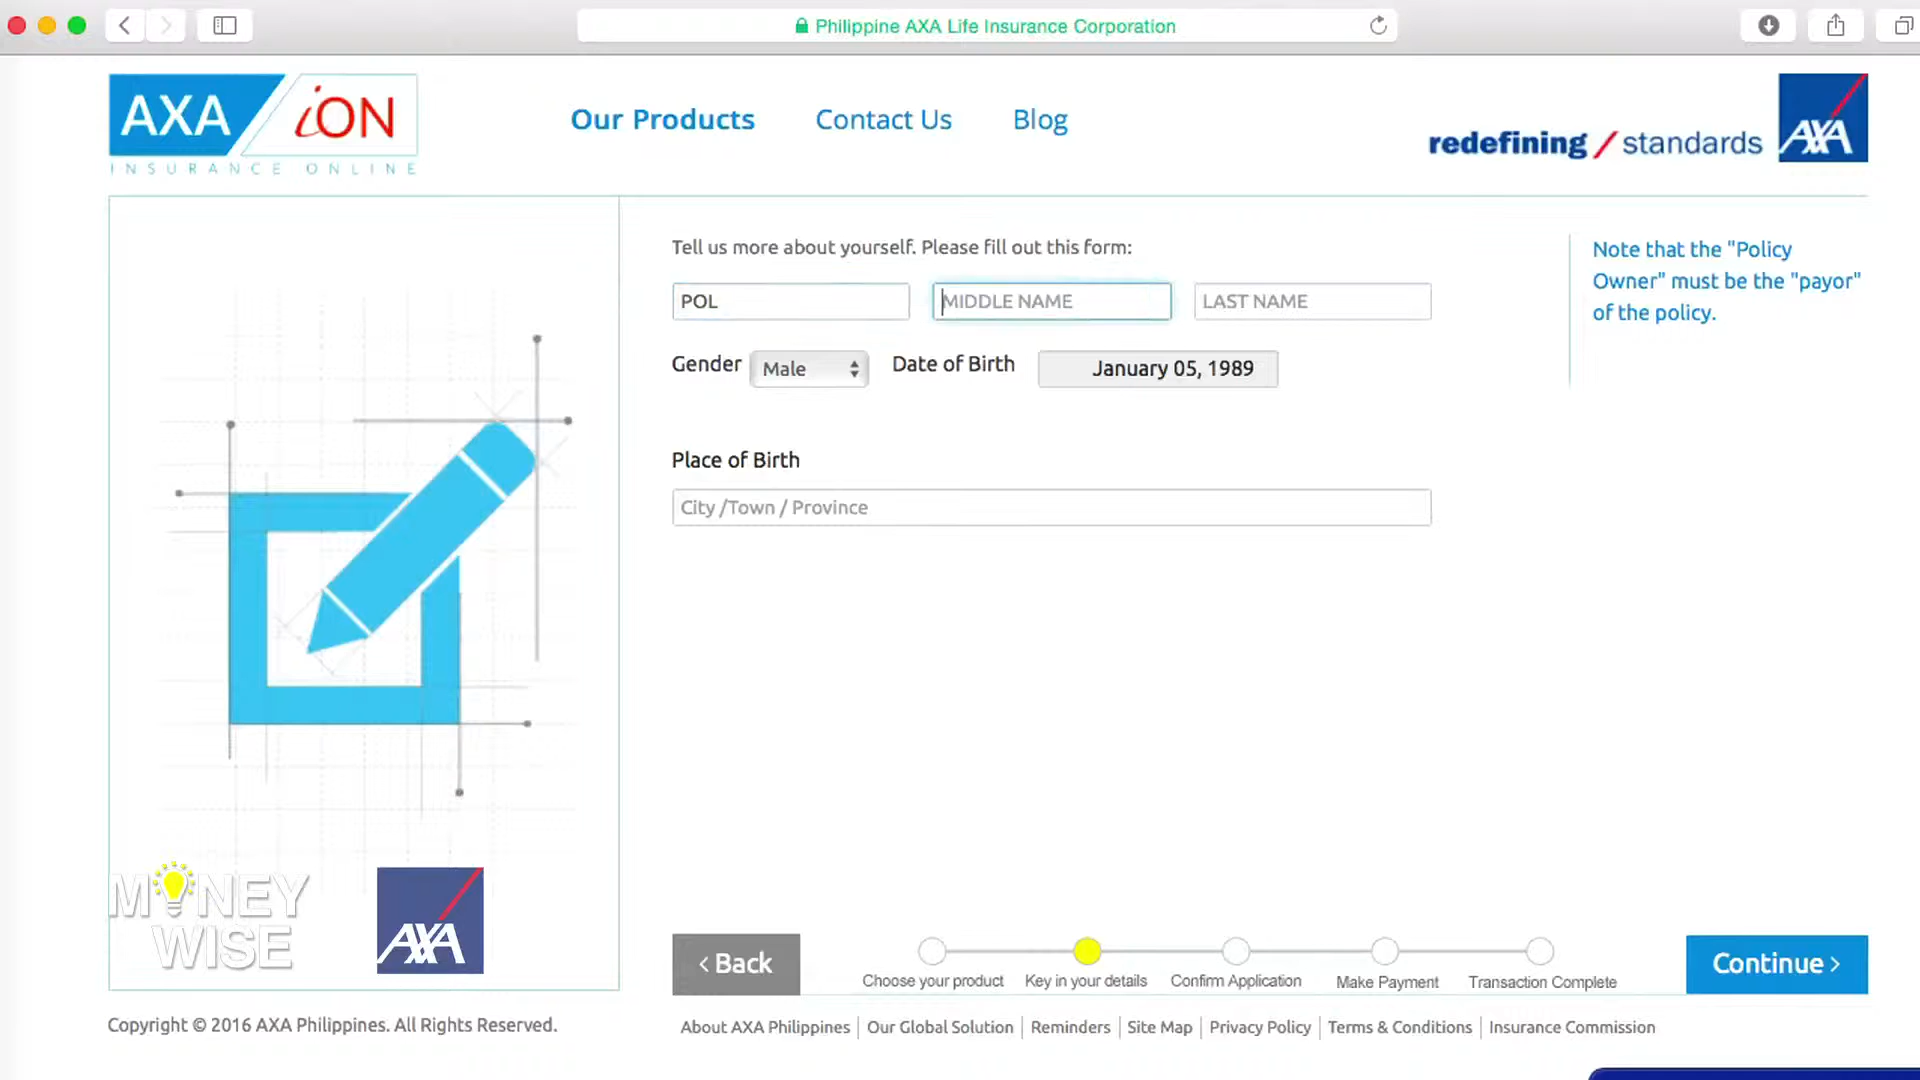 Philippine AXA Life Insurance Corporation
AXA iON
INSURANCE ONLINE
Our Products
Contact Us
Blog
redefining / standards
AXA
Tell us more about yourself. Please fill out this form:
POL
MIDDLE NAME
LAST NAME
Gender
Male
Date of Birth
January 05, 1989
Place of Birth
City /Town / Province
Note that the "Policy
Owner" must be the "payor"
of the policy.
MONEY
WISE
AXA
‹ Back
Choose your product
Key in your details
Confirm Application
Make Payment
Transaction Complete
Continue ›
Copyright © 2016 AXA Philippines. All Rights Reserved.
About AXA Philippines | Our Global Solution | Reminders | Site Map | Privacy Policy | Terms & Conditions | Insurance Commission